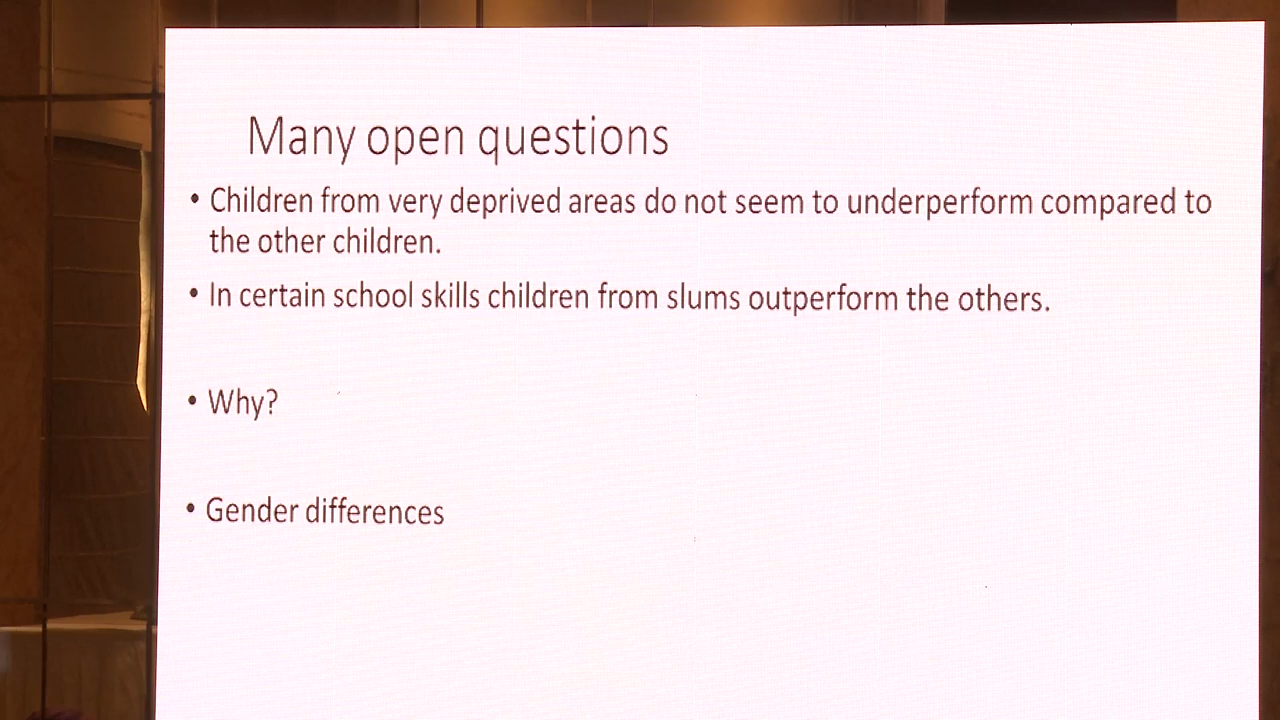 Many open questions
• Children from very deprived areas do not seem to underperform compared to
the other children.
• In certain school skills children from slums outperform the others.
• Why?
• Gender differences